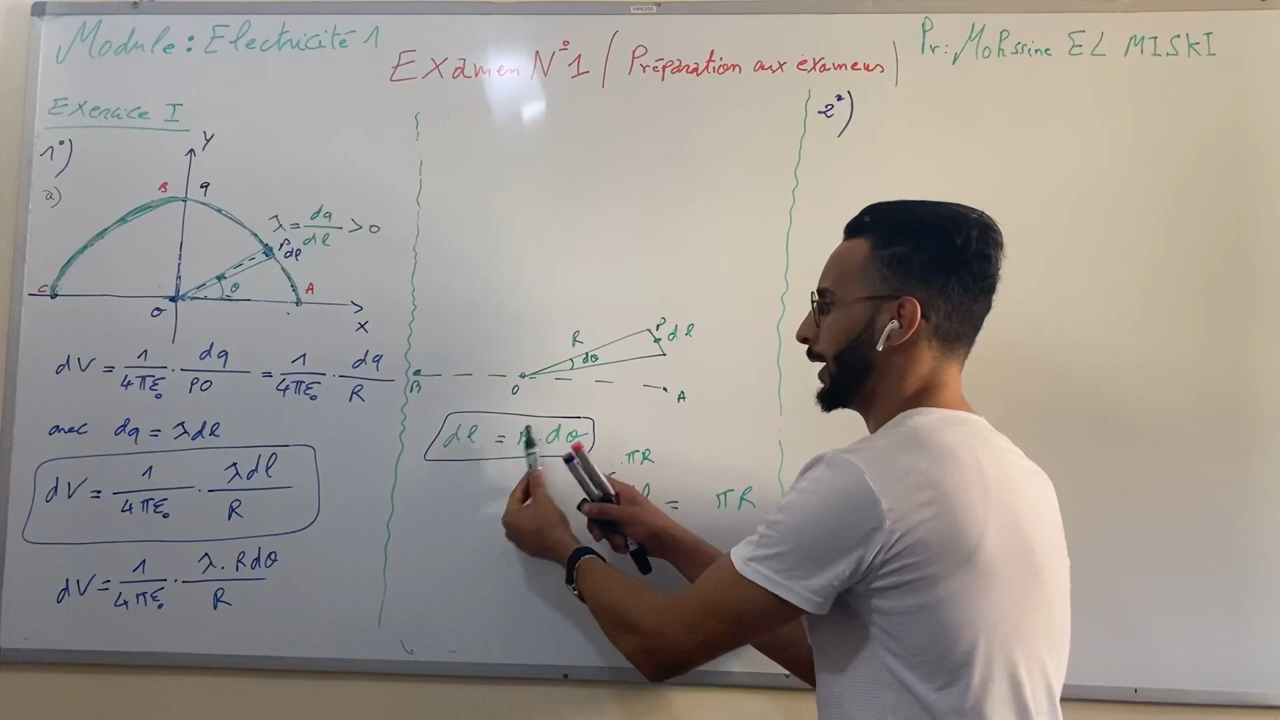 Module: Electricité 1
Examen N°1 ( Préparation aux examens )
Pr: Mohssine EL MISKI
Exercice I
1°)
a)
Y
B
q
λ = dq/dl > 0
P
dl
θ
C
A
O
X
dV = 1/4πε₀ . dq/PO = 1/4πε₀ . dq/R
avec dq = λdl
dV = 1/4πε₀ . λdl/R
dV = 1/4πε₀ . λ.Rdθ/R
R
P
dl
dθ
B
O
A
dl = . dθ
πR
= πR
2°)